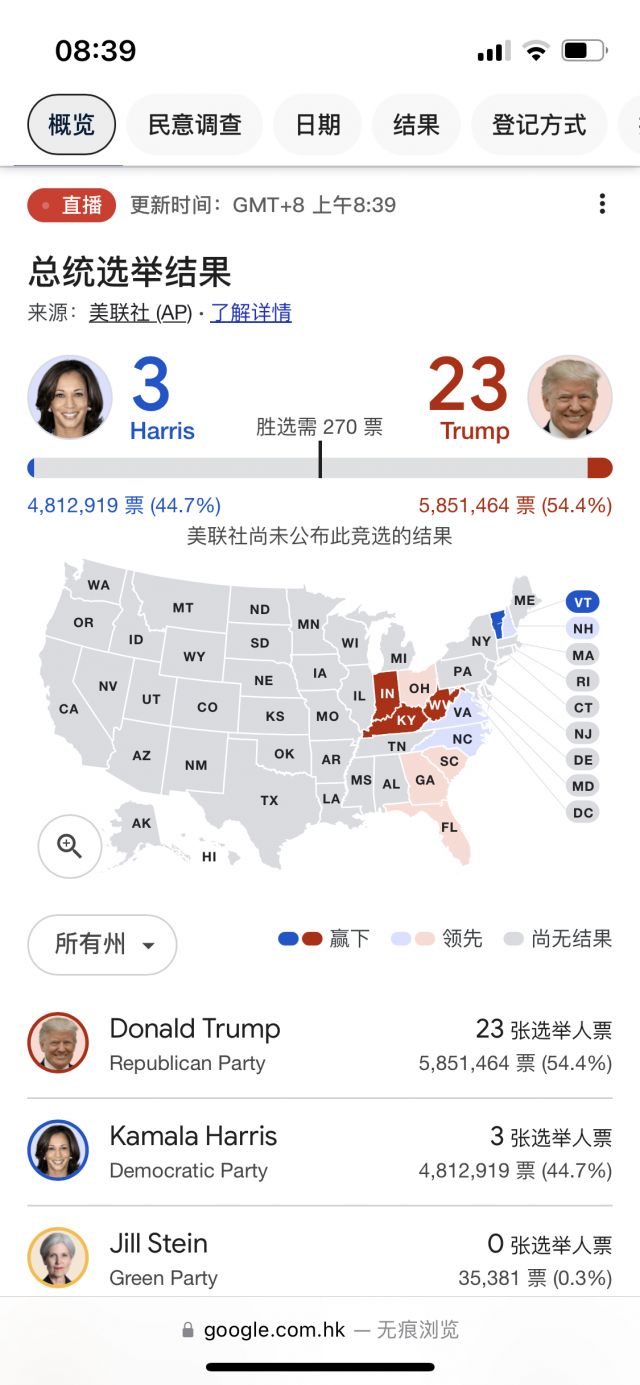 08:39
概览 民意调查 日期 结果 登记方式
直播 更新时间：GMT+8 上午8:39
总统选举结果
来源：美联社 (AP) · 了解详情
3 23
Harris 胜选需 270 票 Trump
4,812,919 票 (44.7%) 5,851,464 票 (54.4%)
美联社尚未公布此竞选的结果
WA
MT
ND
ME
VT
OR
MN
NH
ID
SD
WI
NY
MA
WY
MI
NE
IA
PA
RI
NV
UT
IL
IN
OH
CA
CO
KS
MO
KY
WV
VA
CT
NC
NJ
AZ
NM
OK
AR
TN
SC
DE
TX
LA
MS
AL
GA
MD
AK
FL
DC
HI
所有州 赢下 领先 尚无结果
Donald Trump 23 张选举人票
Republican Party 5,851,464 票 (54.4%)
Kamala Harris 3 张选举人票
Democratic Party 4,812,919 票 (44.7%)
Jill Stein 0 张选举人票
Green Party 35,381 票 (0.3%)
google.com.hk — 无痕浏览